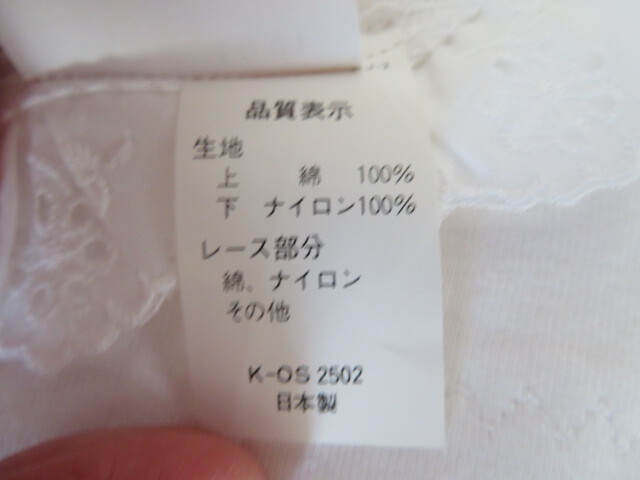 品質表示
生地
上 綿 100%
下 ナイロン100%
レース部分
綿、ナイロン
その他
K-OS 2502
日本製